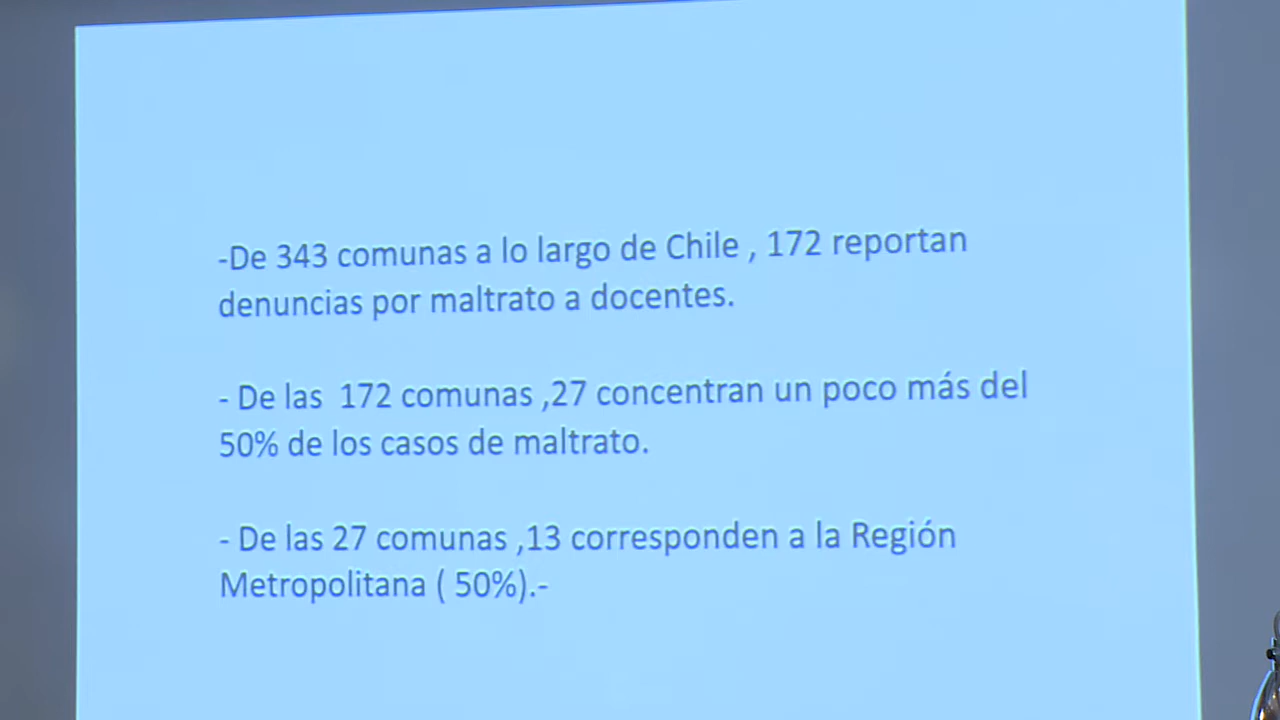 -De 343 comunas a lo largo de Chile , 172 reportan
denuncias por maltrato a docentes.
- De las  172 comunas ,27 concentran un poco más del
50% de los casos de maltrato.
- De las 27 comunas ,13 corresponden a la Región
Metropolitana ( 50%).-